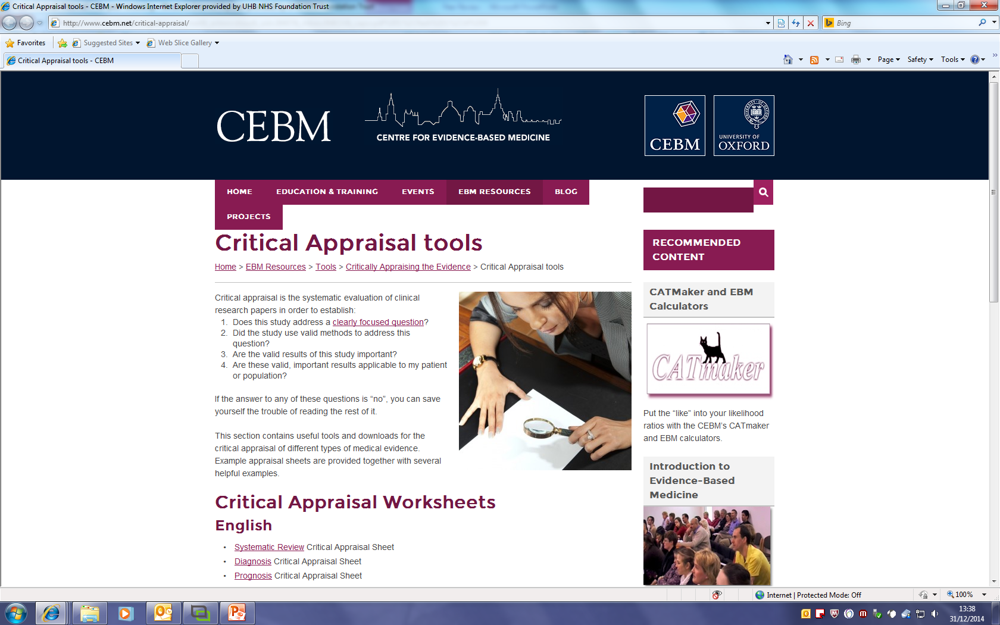 Critical Appraisal tools - CEBM - Windows Internet Explorer provided by UHB NHS Foundation Trust
http://www.cebm.net/critical-appraisal/
Bing
Favorites
Suggested Sites
Web Slice Gallery
Critical Appraisal tools - CEBM
Page
Safety
Tools
CEBM
CENTRE FOR EVIDENCE-BASED MEDICINE
CEBM
UNIVERSITY OF
OXFORD
HOME
EDUCATION & TRAINING
EVENTS
EBM RESOURCES
BLOG
PROJECTS
Critical Appraisal tools
Home > EBM Resources > Tools > Critically Appraising the Evidence > Critical Appraisal tools
Critical appraisal is the systematic evaluation of clinical
research papers in order to establish:
1. Does this study address a clearly focused question?
2. Did the study use valid methods to address this
question?
3. Are the valid results of this study important?
4. Are these valid, important results applicable to my patient
or population?
If the answer to any of these questions is “no”, you can save
yourself the trouble of reading the rest of it.
This section contains useful tools and downloads for the
critical appraisal of different types of medical evidence.
Example appraisal sheets are provided together with several
helpful examples.
Critical Appraisal Worksheets
English
• Systematic Review Critical Appraisal Sheet
• Diagnosis Critical Appraisal Sheet
• Prognosis Critical Appraisal Sheet
RECOMMENDED
CONTENT
CATMaker and EBM
Calculators
CATmaker
Put the “like” into your likelihood
ratios with the CEBM’s CATmaker
and EBM calculators.
Introduction to
Evidence-Based
Medicine
Internet | Protected Mode: Off
100%
13:38
31/12/2014